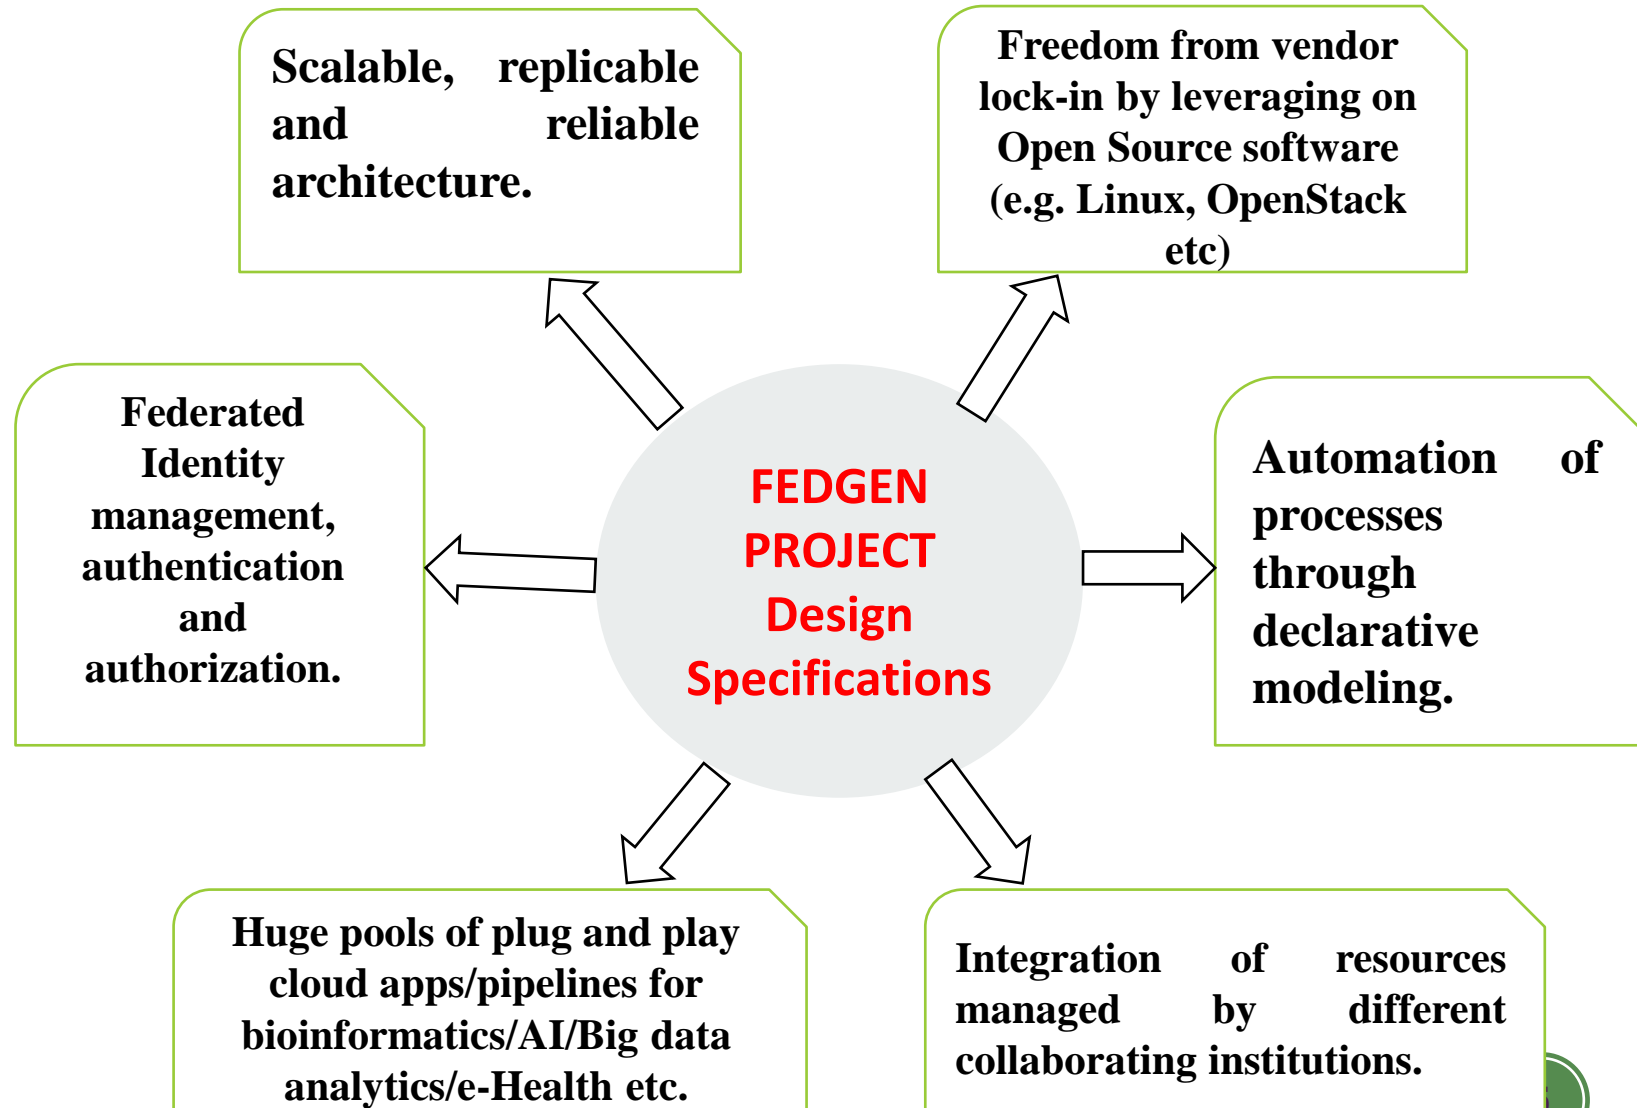 Scalable, replicable
and reliable
architecture.
Freedom from vendor
lock-in by leveraging on
Open Source software
(e.g. Linux, OpenStack
etc)
Federated
Identity
management,
authentication
and
authorization.
FEDGEN
PROJECT
Design
Specifications
Automation of
processes
through
declarative
modeling.
Huge pools of plug and play
cloud apps/pipelines for
bioinformatics/AI/Big data
analytics/e-Health etc.
Integration of resources
managed by different
collaborating institutions.